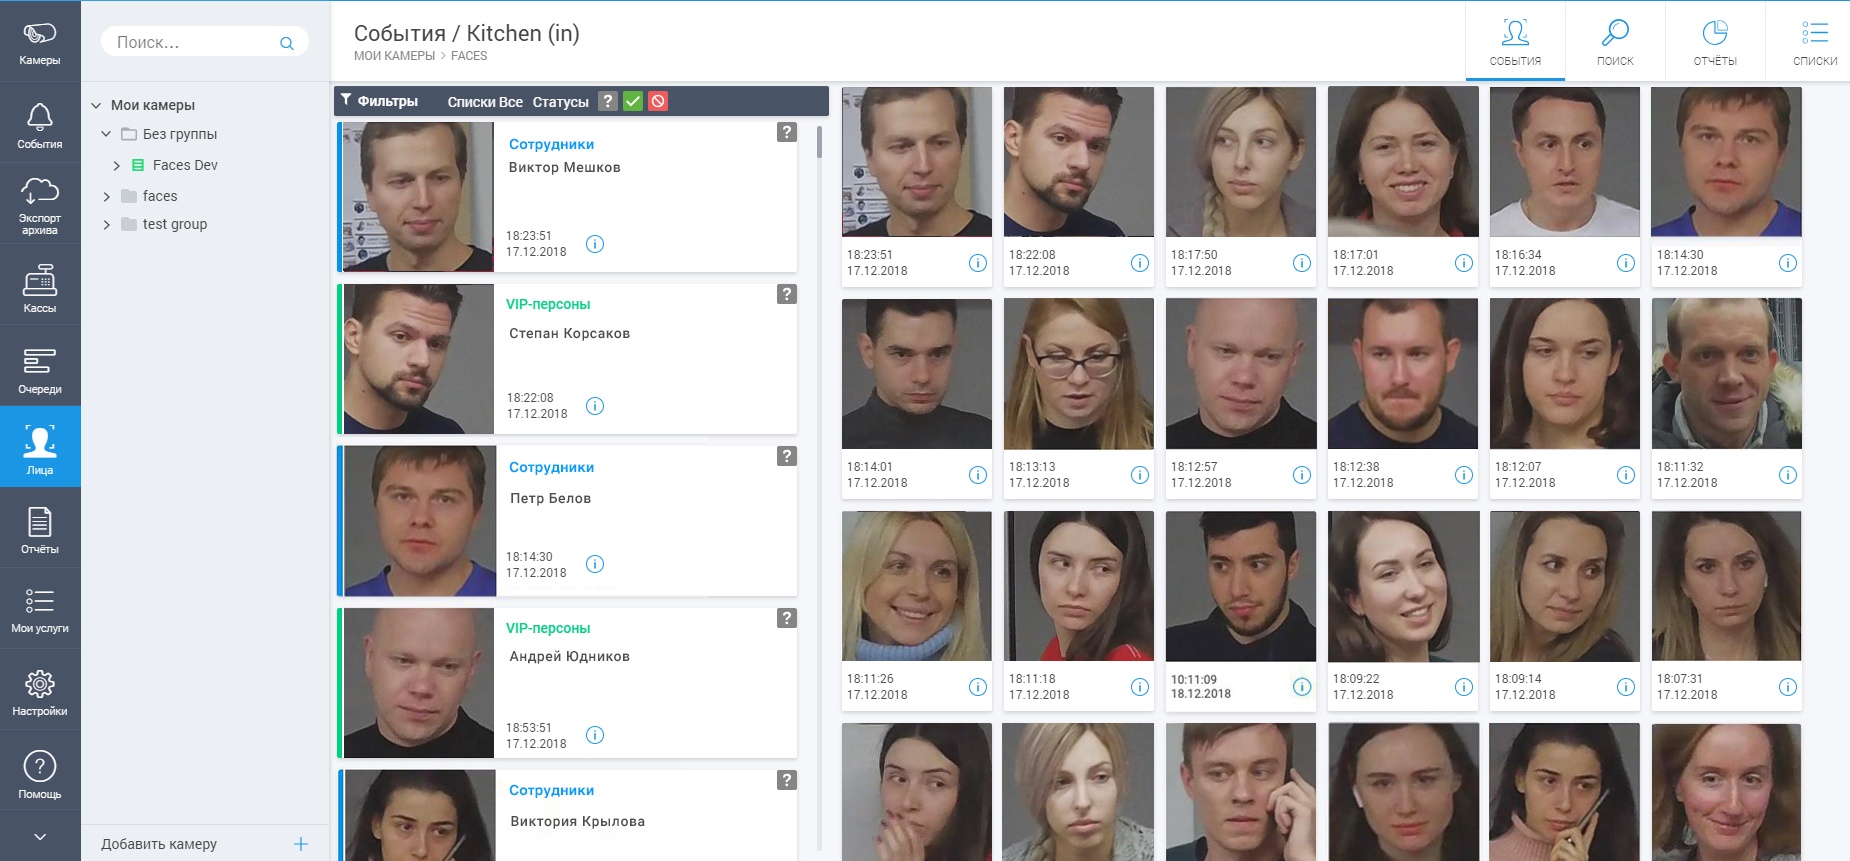 Камеры
События
Экспорт
архива
Кассы
Очереди
Лица
Отчёты
Мои услуги
Настройки
?
Помощь
Поиск...
Мои камеры
Без группы
Faces Dev
faces
test group
Добавить камеру
События / Kitchen (in)
МОИ КАМЕРЫ > FACES
СОБЫТИЯ
ПОИСК
ОТЧЁТЫ
СПИСКИ
Фильтры Списки Все Статусы ?
?
Сотрудники
Виктор Мешков
18:23:51
17.12.2018
?
VIP-персоны
Степан Корсаков
18:22:08
17.12.2018
?
Сотрудники
Петр Белов
18:14:30
17.12.2018
?
VIP-персоны
Андрей Юдников
18:53:51
17.12.2018
?
Сотрудники
Виктория Крылова
18:23:51
17.12.2018
18:22:08
17.12.2018
18:17:50
17.12.2018
18:17:01
17.12.2018
18:16:34
17.12.2018
18:14:30
17.12.2018
18:14:01
17.12.2018
18:13:13
17.12.2018
18:12:57
17.12.2018
18:12:38
17.12.2018
18:12:07
17.12.2018
18:11:32
17.12.2018
18:11:26
17.12.2018
18:11:18
17.12.2018
10:11:09
18.12.2018
18:09:22
17.12.2018
18:09:14
17.12.2018
18:07:31
17.12.2018